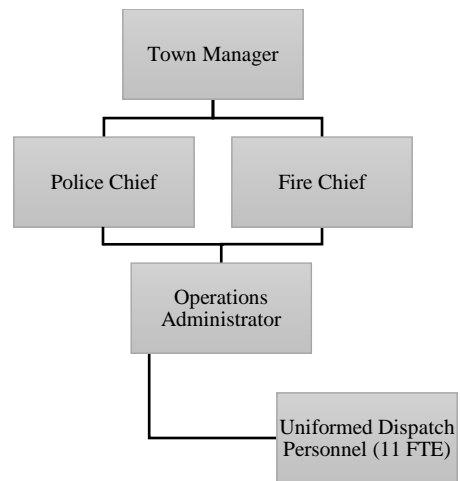 Town Manager
Police Chief
Fire Chief
Operations
Administrator
Uniformed Dispatch
Personnel (11 FTE)